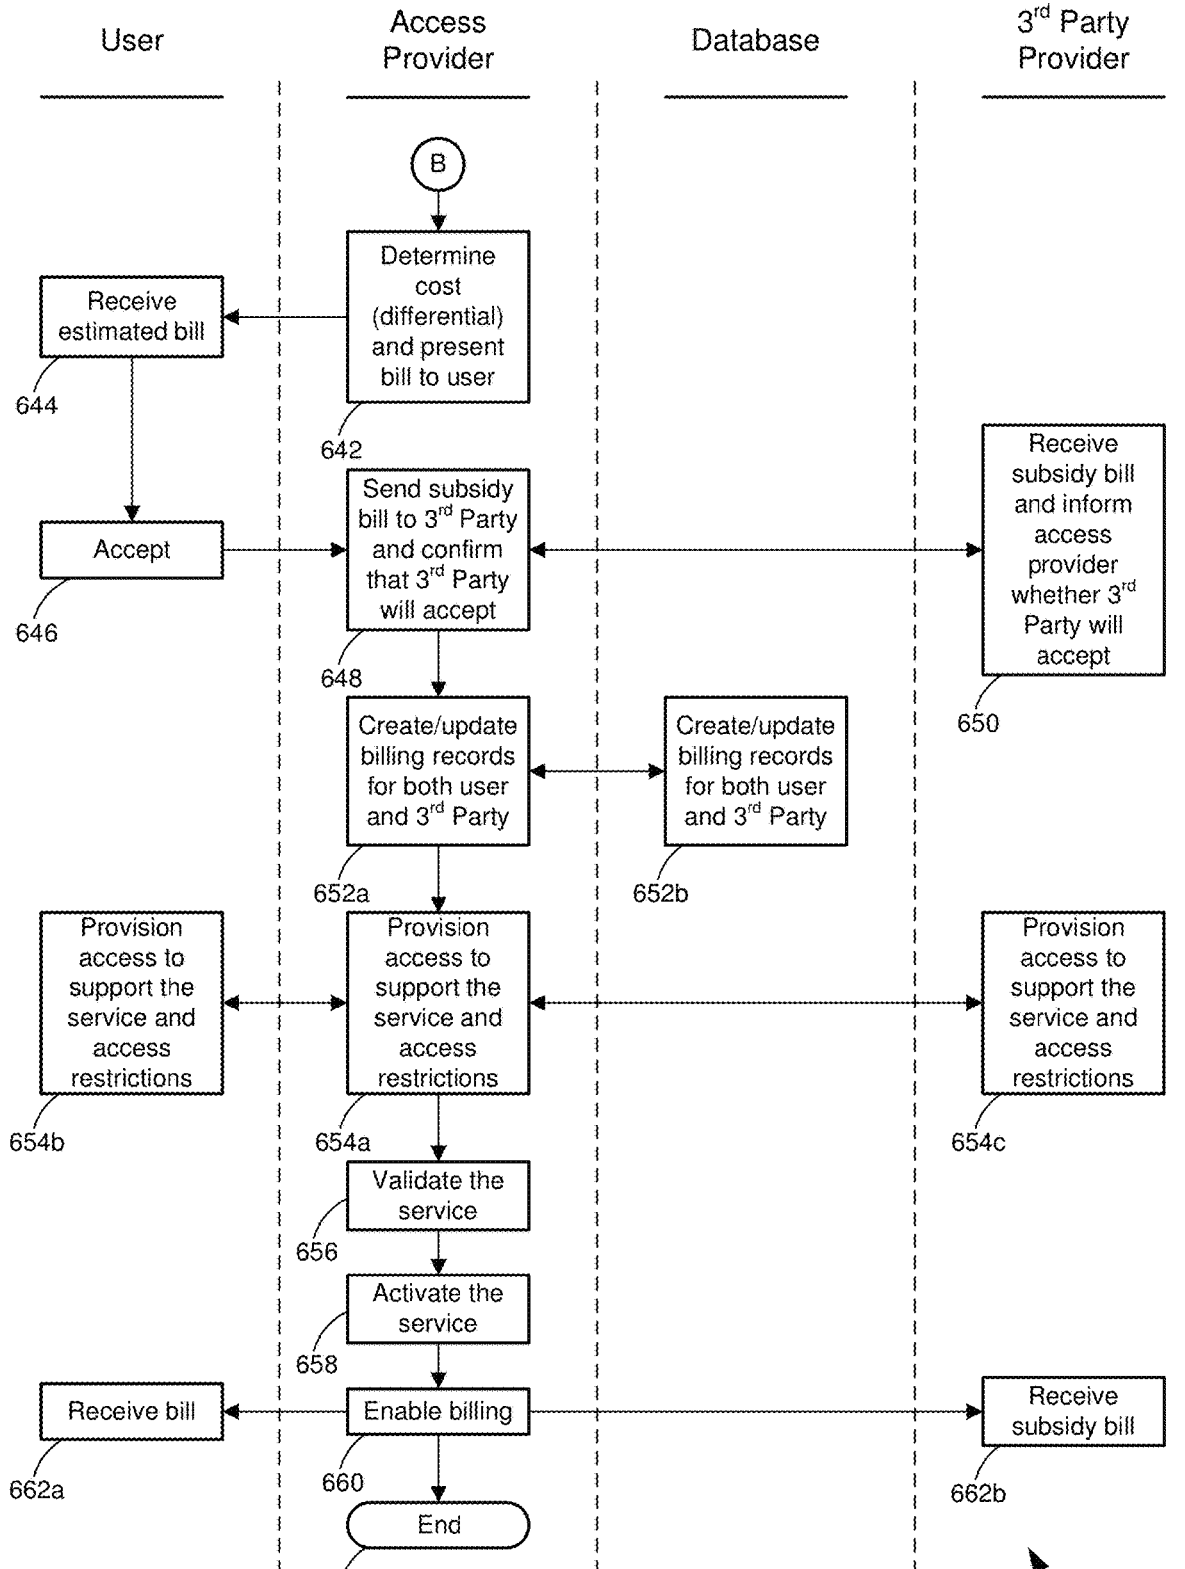 User
Access
Provider
Database
3rd Party
Provider
B
Determine
cost
(differential)
and present
bill to user
642
Receive
estimated bill
644
Accept
646
Send subsidy
bill to 3rd Party
and confirm
that 3rd Party
will accept
648
Receive
subsidy bill
and inform
access
provider
whether 3rd
Party will
accept
650
Create/update
billing records
for both user
and 3rd Party
652a
Create/update
billing records
for both user
and 3rd Party
652b
Provision
access to
support the
service and
access
restrictions
654b
Provision
access to
support the
service and
access
restrictions
654a
Provision
access to
support the
service and
access
restrictions
654c
Validate the
service
656
Activate the
service
658
Receive bill
662a
Enable billing
660
Receive
subsidy bill
662b
End